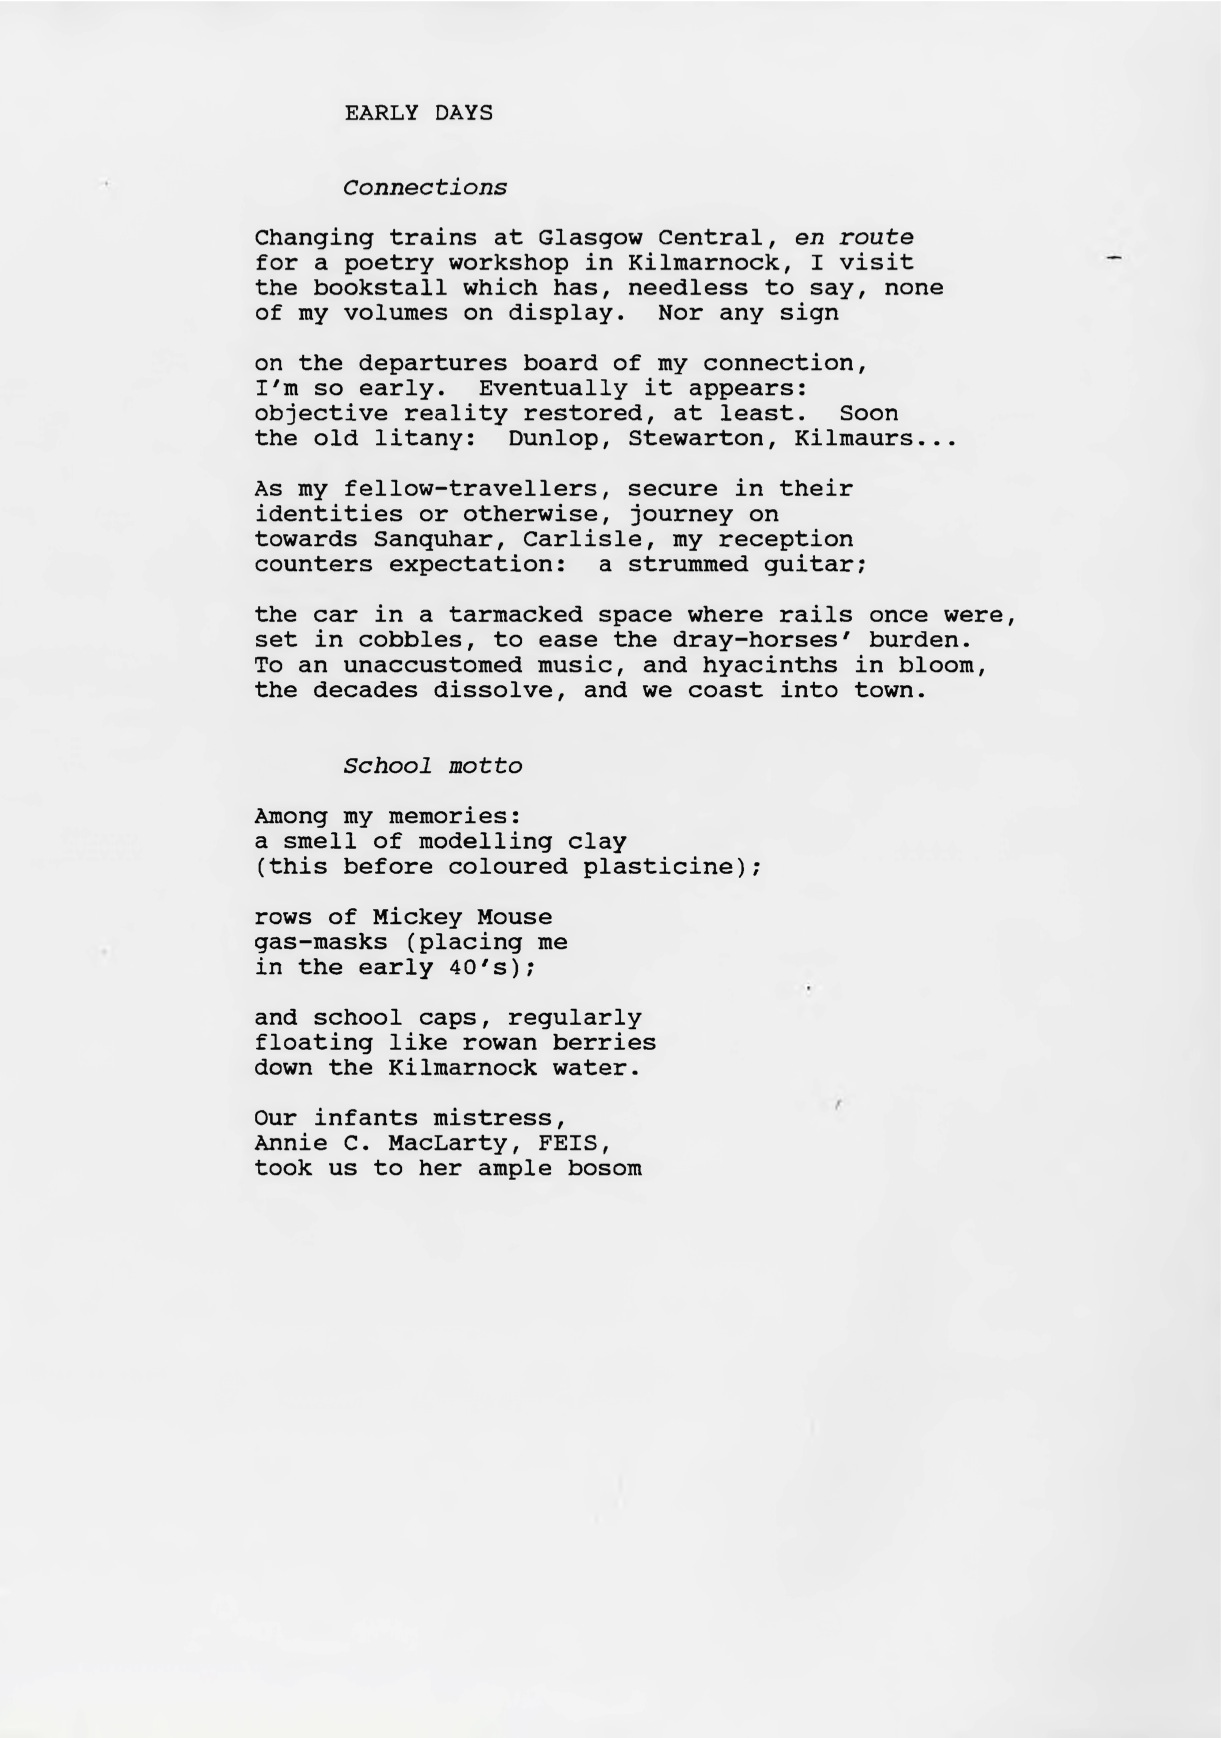 EARLY DAYS
Connections
Changing trains at Glasgow Central, en route
for a poetry workshop in Kilmarnock, I visit
the bookstall which has, needless to say, none
of my volumes on display.  Nor any sign
on the departures board of my connection,
I'm so early.  Eventually it appears:
objective reality restored, at least.  Soon
the old litany:  Dunlop, Stewarton, Kilmaurs...
As my fellow-travellers, secure in their
identities or otherwise, journey on
towards Sanquhar, Carlisle, my reception
counters expectation:  a strummed guitar;
the car in a tarmacked space where rails once were,
set in cobbles, to ease the dray-horses' burden.
To an unaccustomed music, and hyacinths in bloom,
the decades dissolve, and we coast into town.
School motto
Among my memories:
a smell of modelling clay
(this before coloured plasticine);
rows of Mickey Mouse
gas-masks (placing me
in the early 40's);
and school caps, regularly
floating like rowan berries
down the Kilmarnock water.
Our infants mistress,
Annie C. MacLarty, FEIS,
took us to her ample bosom